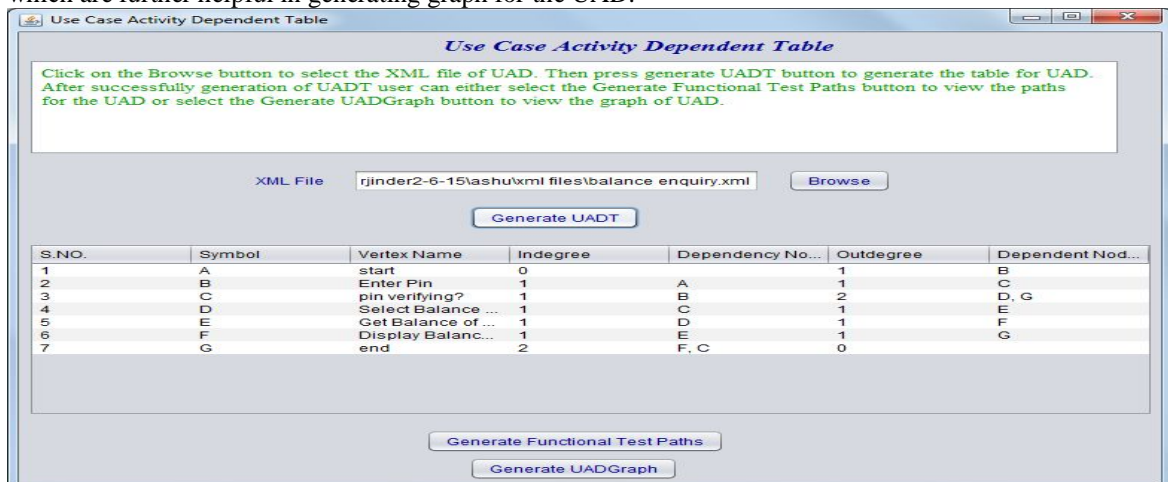 which are further helpful in generating graph for the UAD.
Use Case Activity Dependent Table
Use Case Activity Dependent Table
Click on the Browse button to select the XML file of UAD. Then press generate UADT button to generate the table for UAD.
After successfully generation of UADT user can either select the Generate Functional Test Paths button to view the paths
for the UAD or select the Generate UADGraph button to view the graph of UAD.
XML File rjinder2-6-15\ashu\xml files\balance enquiry.xml Browse
Generate UADT
S.NO. Symbol Vertex Name Indegree Dependency No... Outdegree Dependent Nod...
1 A start 0 1 B
2 B Enter Pin 1 A 1 C
3 C pin verifying? 1 B 2 D, G
4 D Select Balance ... 1 C 1 E
5 E Get Balance of ... 1 D 1 F
6 F Display Balanc... 1 E 1 G
7 G end 2 F, C 0
Generate Functional Test Paths
Generate UADGraph